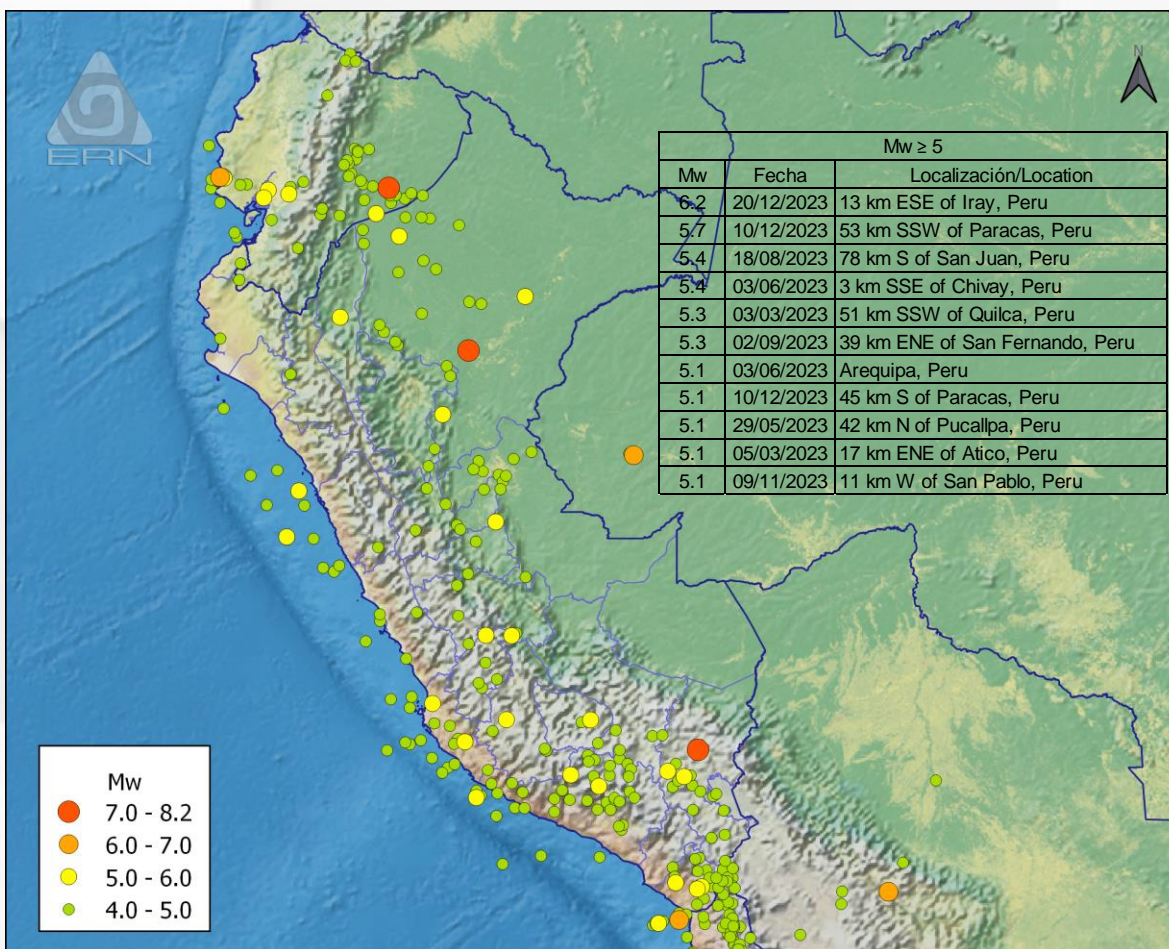 ERN
N
Mw ≥ 5
Mw Fecha Localización/Location
6.2 20/12/2023 13 km ESE of Iray, Peru
5.7 10/12/2023 53 km SSW of Paracas, Peru
5.4 18/08/2023 78 km S of San Juan, Peru
5.4 03/06/2023 3 km SSE of Chivay, Peru
5.3 03/03/2023 51 km SSW of Quilca, Peru
5.3 02/09/2023 39 km ENE of San Fernando, Peru
5.1 03/06/2023 Arequipa, Peru
5.1 10/12/2023 45 km S of Paracas, Peru
5.1 29/05/2023 42 km N of Pucallpa, Peru
5.1 05/03/2023 17 km ENE of Atico, Peru
5.1 09/11/2023 11 km W of San Pablo, Peru
Mw
7.0 - 8.2
6.0 - 7.0
5.0 - 6.0
4.0 - 5.0